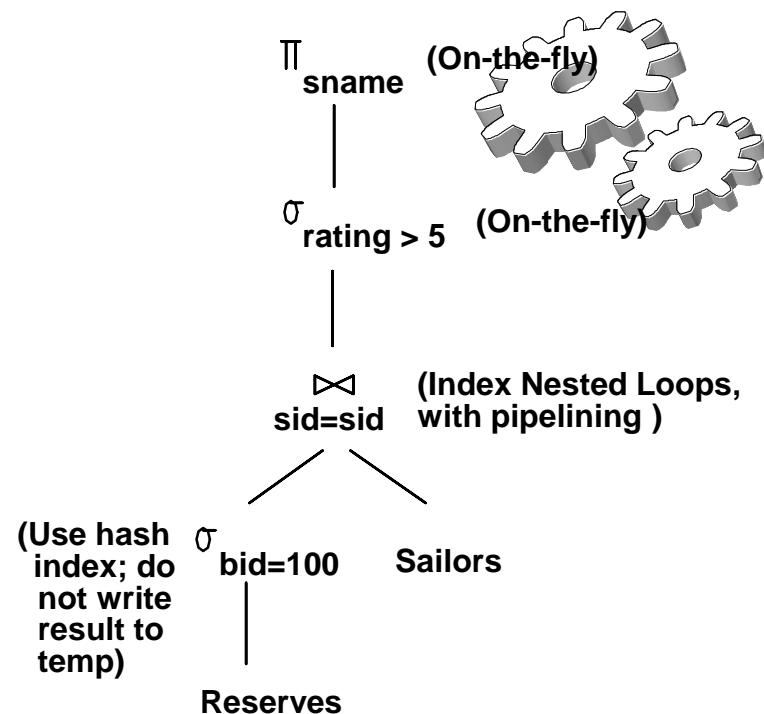 π sname (On-the-fly)
σ rating > 5 (On-the-fly)
⋈ (Index Nested Loops,
sid=sid with pipelining )
(Use hash
index; do
not write
result to
temp)
σ bid=100
Sailors
Reserves